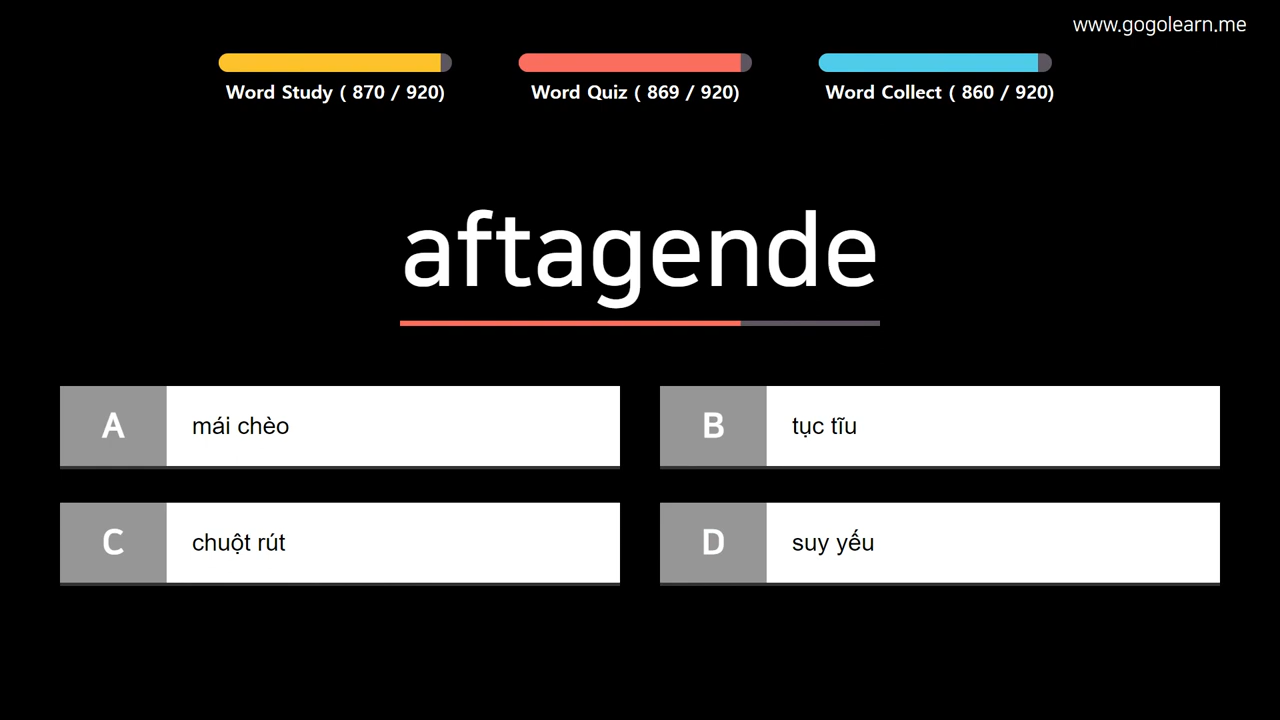 www.gogolearn.me
Word Study ( 870 / 920)
Word Quiz ( 869 / 920)
Word Collect ( 860 / 920)
aftagende
A
mái chèo
B
tục tĩu
C
chuột rút
D
suy yếu